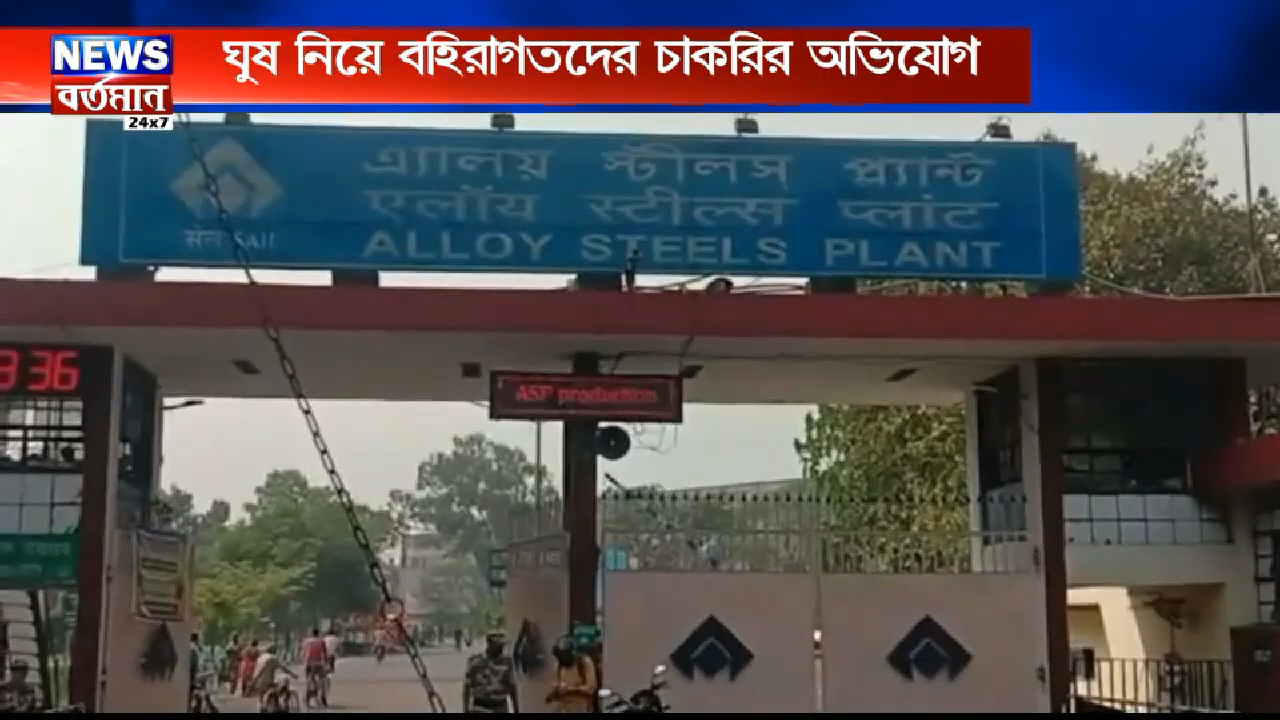 ঘুষ নিয়ে বহিরাগতদের চাকরির অভিযোগ
NEWS
বর্তমান
24x7
এ্যালয় স্টীলস প্ল্যান্ট
एलॉय स्टील्स प्लांट
सेल SAIL
ALLOY STEELS PLANT
36
ASP production